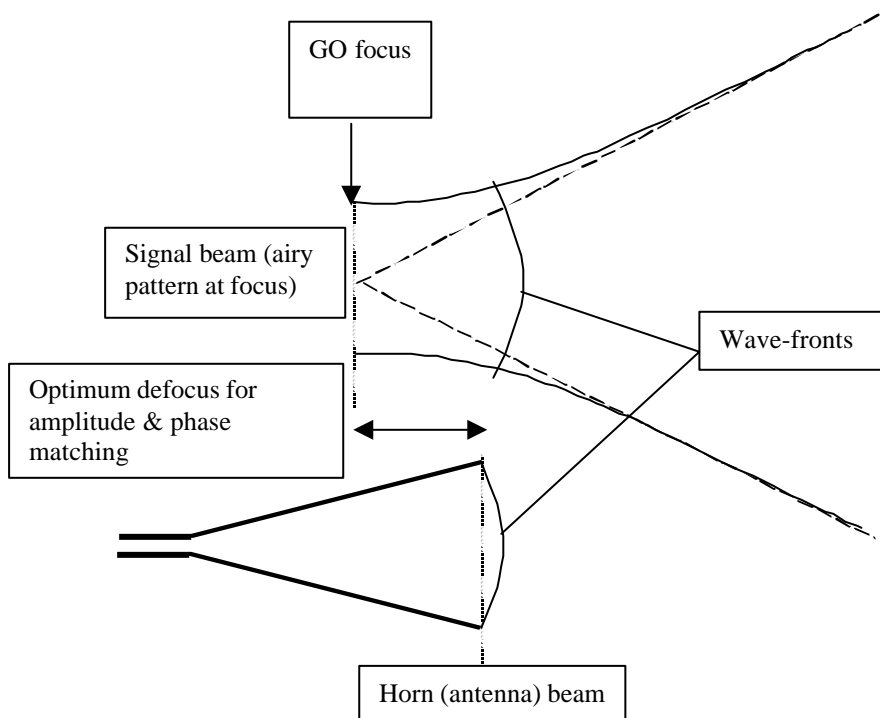 GO focus
Signal beam (airy
pattern at focus)
Wave-fronts
Optimum defocus for
amplitude & phase
matching
Horn (antenna) beam